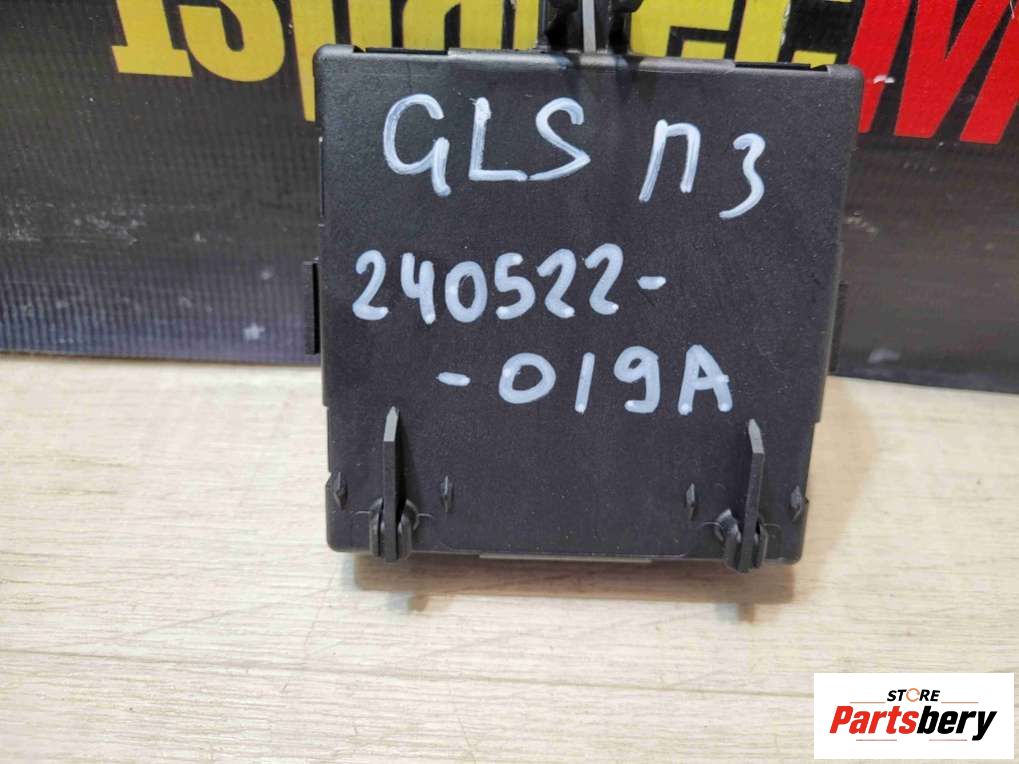 GLS П3
240522-
-019A
STORE
Partsbery